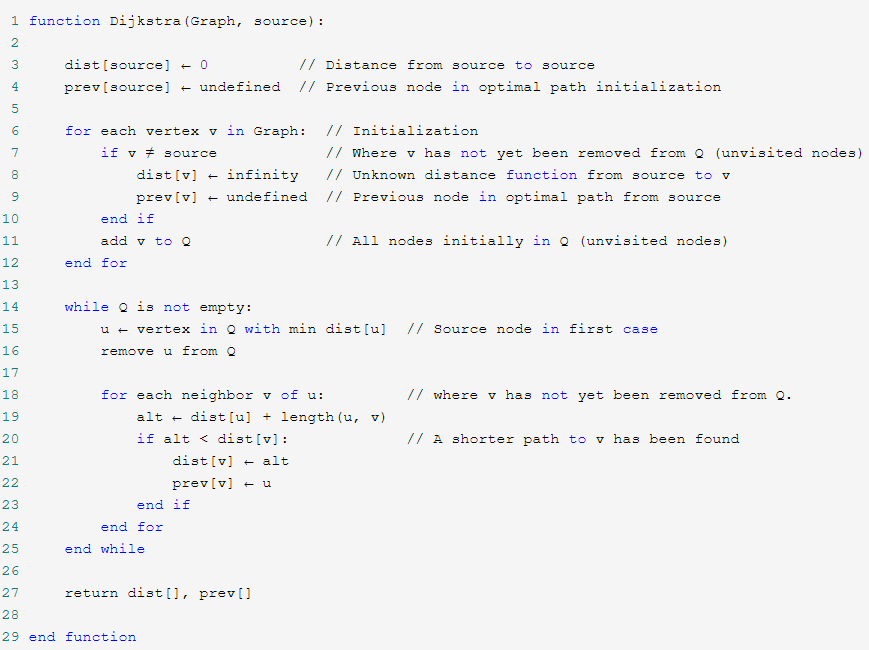 1 function Dijkstra(Graph, source):
2
3     dist[source] ← 0          // Distance from source to source
4     prev[source] ← undefined  // Previous node in optimal path initialization
5
6     for each vertex v in Graph:  // Initialization
7         if v ≠ source            // Where v has not yet been removed from Q (unvisited nodes)
8             dist[v] ← infinity   // Unknown distance function from source to v
9             prev[v] ← undefined  // Previous node in optimal path from source
10         end if
11         add v to Q               // All nodes initially in Q (unvisited nodes)
12     end for
13
14     while Q is not empty:
15         u ← vertex in Q with min dist[u]  // Source node in first case
16         remove u from Q
17
18         for each neighbor v of u:         // where v has not yet been removed from Q.
19             alt ← dist[u] + length(u, v)
20             if alt < dist[v]:             // A shorter path to v has been found
21                 dist[v] ← alt
22                 prev[v] ← u
23             end if
24         end for
25     end while
26
27     return dist[], prev[]
28
29 end function